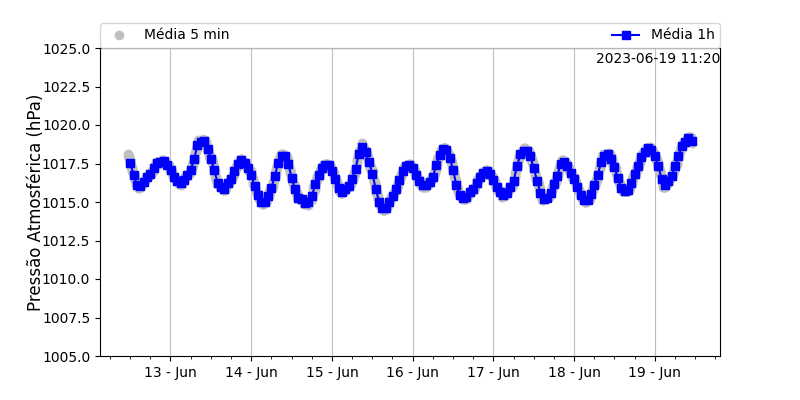 Média 5 min
Média 1h
2023-06-19 11:20
Pressão Atmosférica (hPa)
1025.0
1022.5
1020.0
1017.5
1015.0
1012.5
1010.0
1007.5
1005.0
13 - Jun
14 - Jun
15 - Jun
16 - Jun
17 - Jun
18 - Jun
19 - Jun